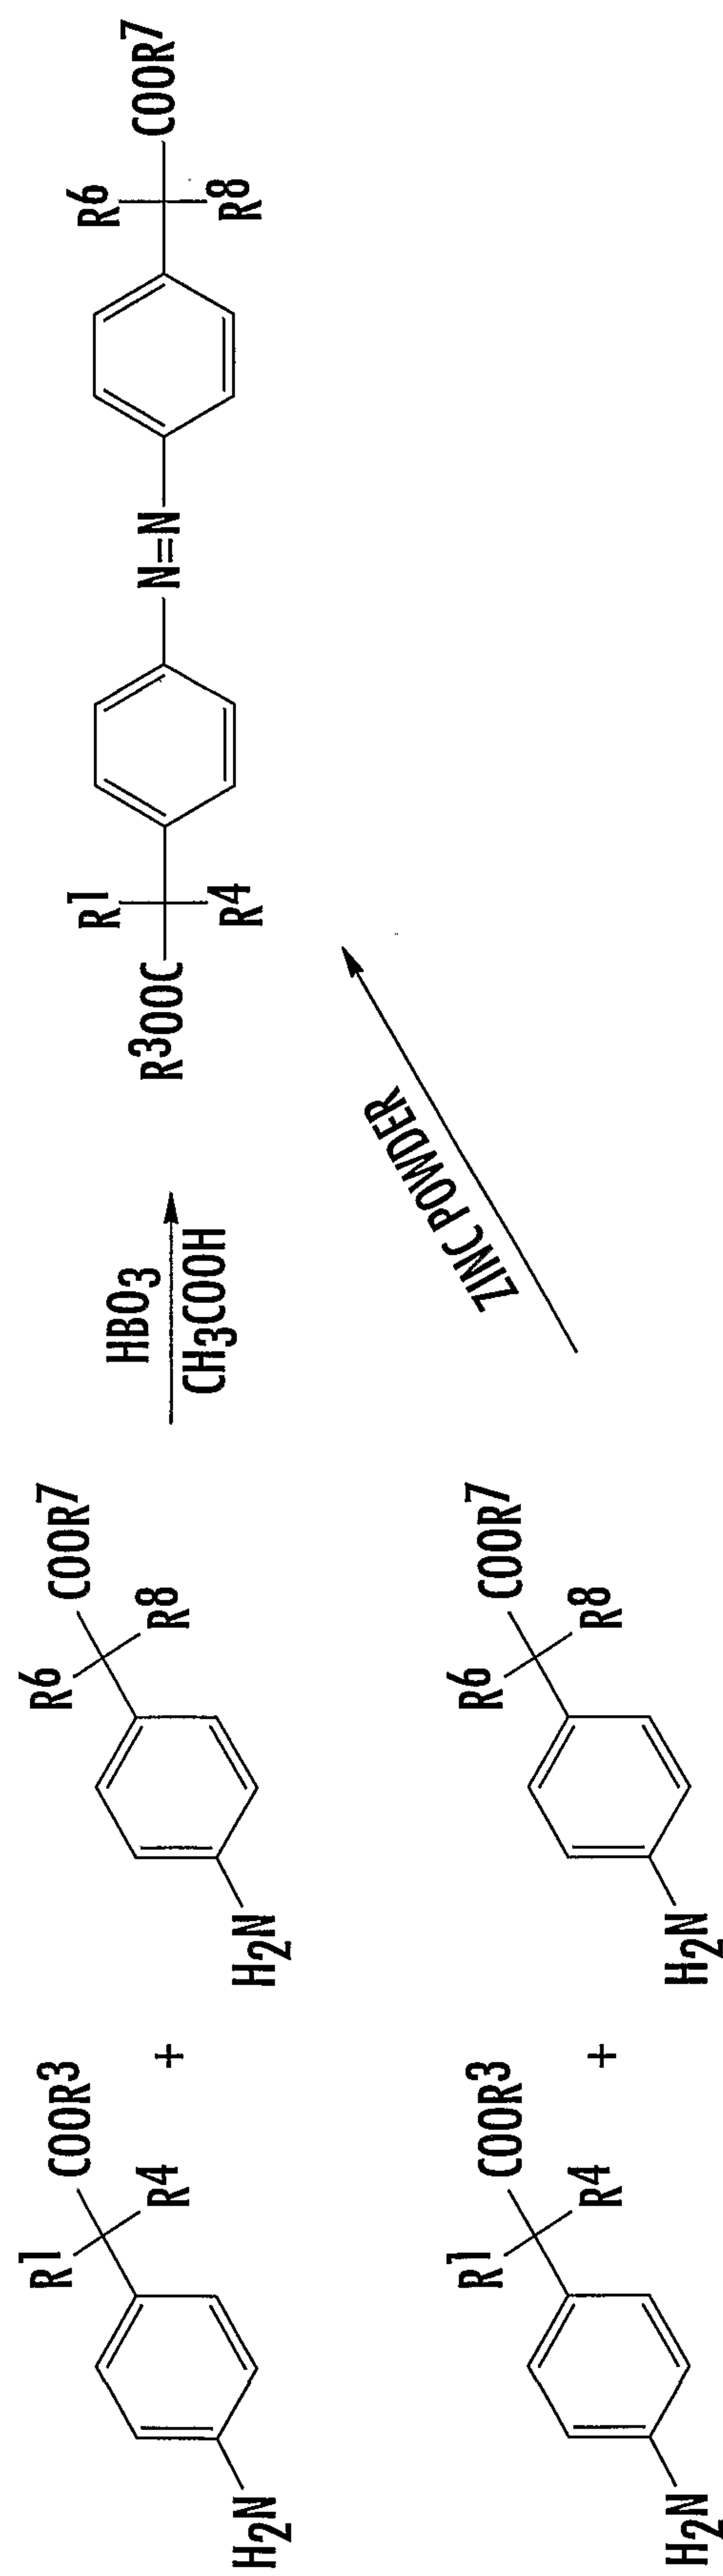 R¹
COOR³
R⁴
H₂N
+
R⁶
COOR⁷
R⁸
H₂N
HBO₃
CH₃COOH
R³OOC
R¹
R⁴
N=N
R⁶
R⁸
COOR⁷
R¹
COOR³
R⁴
H₂N
+
R⁶
COOR⁷
R⁸
H₂N
ZINC POWDER